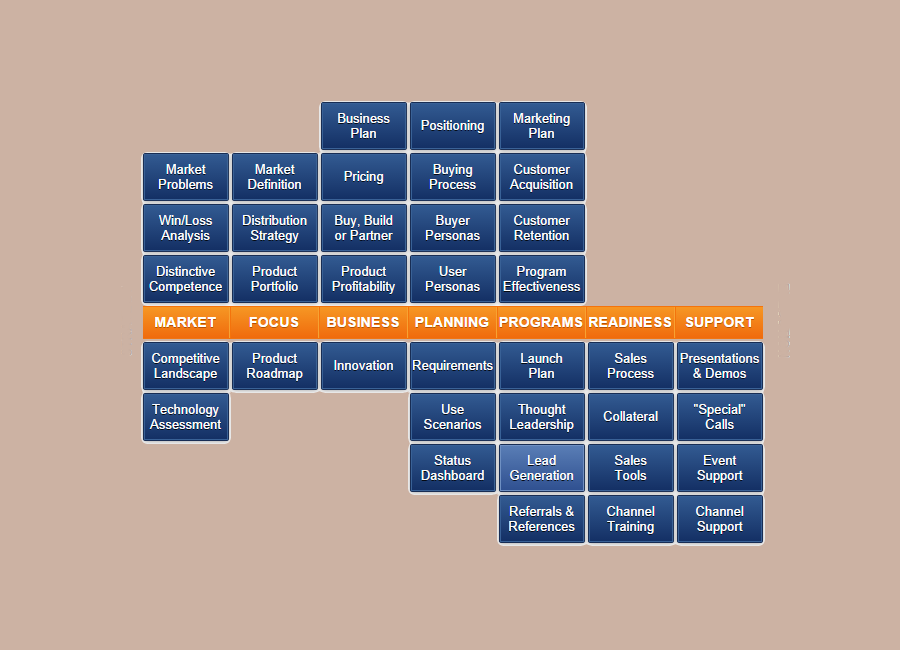 Business
Plan
Positioning
Marketing
Plan
Market
Problems
Market
Definition
Pricing
Buying
Process
Customer
Acquisition
Win/Loss
Analysis
Distribution
Strategy
Buy, Build
or Partner
Buyer
Personas
Customer
Retention
Distinctive
Competence
Product
Portfolio
Product
Profitability
User
Personas
Program
Effectiveness
MARKET
FOCUS
BUSINESS
PLANNING
PROGRAMS
READINESS
SUPPORT
Competitive
Landscape
Product
Roadmap
Innovation
Requirements
Launch
Plan
Sales
Process
Presentations
& Demos
Technology
Assessment
Use
Scenarios
Thought
Leadership
Collateral
"Special"
Calls
Status
Dashboard
Lead
Generation
Sales
Tools
Event
Support
Referrals &
References
Channel
Training
Channel
Support